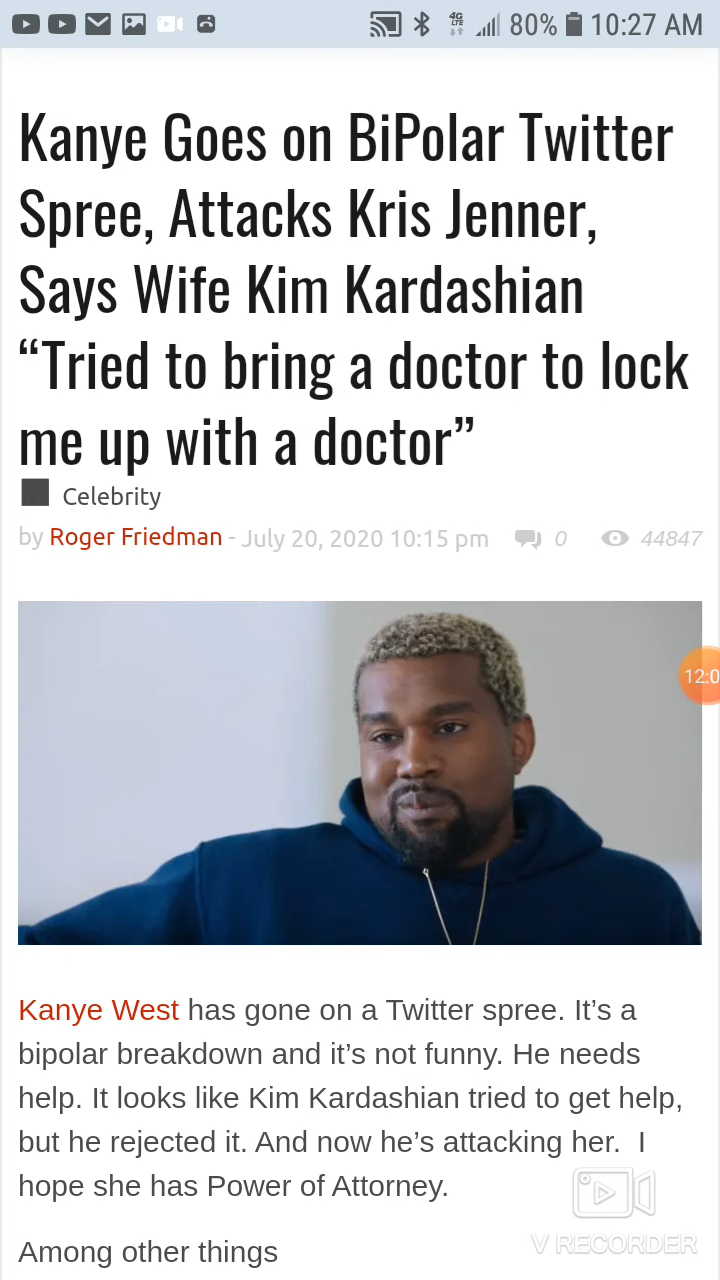 4G
LTE
80%
10:27 AM
Kanye Goes on BiPolar Twitter
Spree, Attacks Kris Jenner,
Says Wife Kim Kardashian
“Tried to bring a doctor to lock
me up with a doctor”
Celebrity
by Roger Friedman - July 20, 2020 10:15 pm 0 44847
12:0
Kanye West has gone on a Twitter spree. It’s a
bipolar breakdown and it’s not funny. He needs
help. It looks like Kim Kardashian tried to get help,
but he rejected it. And now he’s attacking her. I
hope she has Power of Attorney.
V RECORDER
Among other things